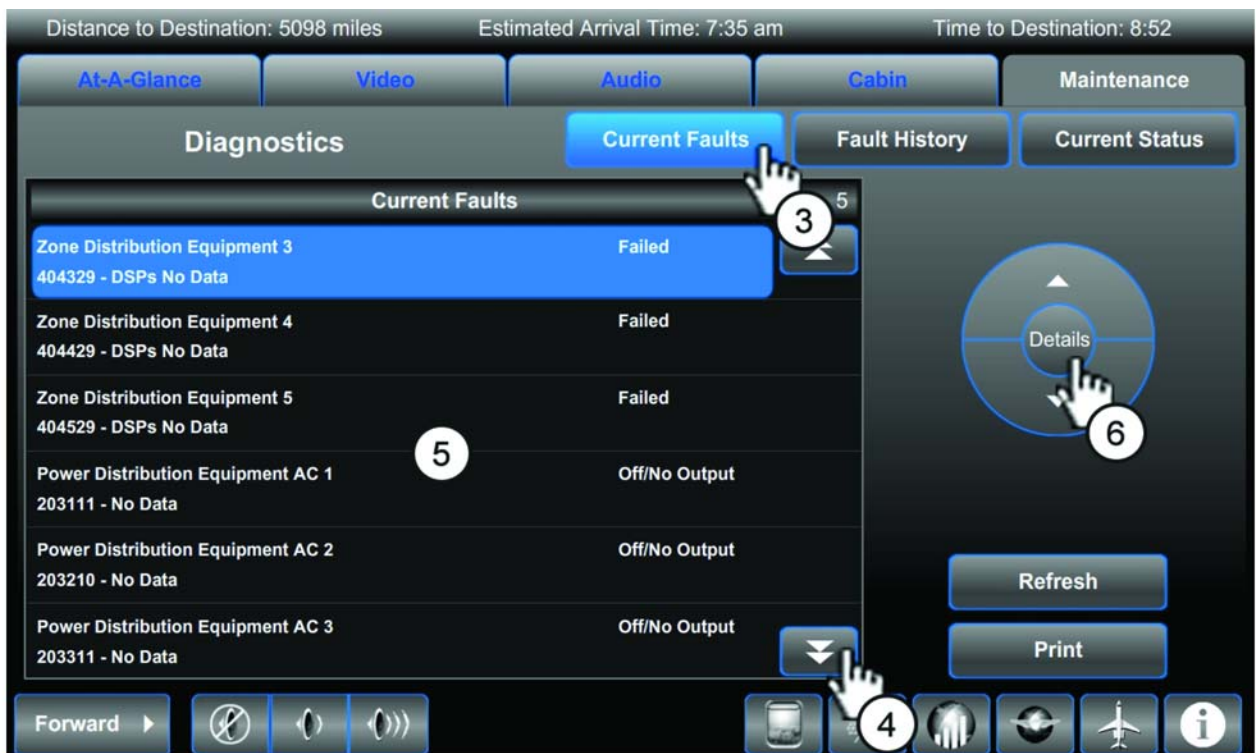 Distance to Destination: 5098 miles Estimated Arrival Time: 7:35 am Time to Destination: 8:52
At-A-Glance Video Audio Cabin Maintenance
Diagnostics Current Faults Fault History Current Status
Current Faults 5
3
Zone Distribution Equipment 3 Failed
404329 - DSPs No Data
Zone Distribution Equipment 4 Failed
404429 - DSPs No Data
Details
Zone Distribution Equipment 5 Failed
404529 - DSPs No Data
5
6
Power Distribution Equipment AC 1 Off/No Output
203111 - No Data
Power Distribution Equipment AC 2 Off/No Output
203210 - No Data
Refresh
Power Distribution Equipment AC 3 Off/No Output
203311 - No Data
Print
Forward 4 i